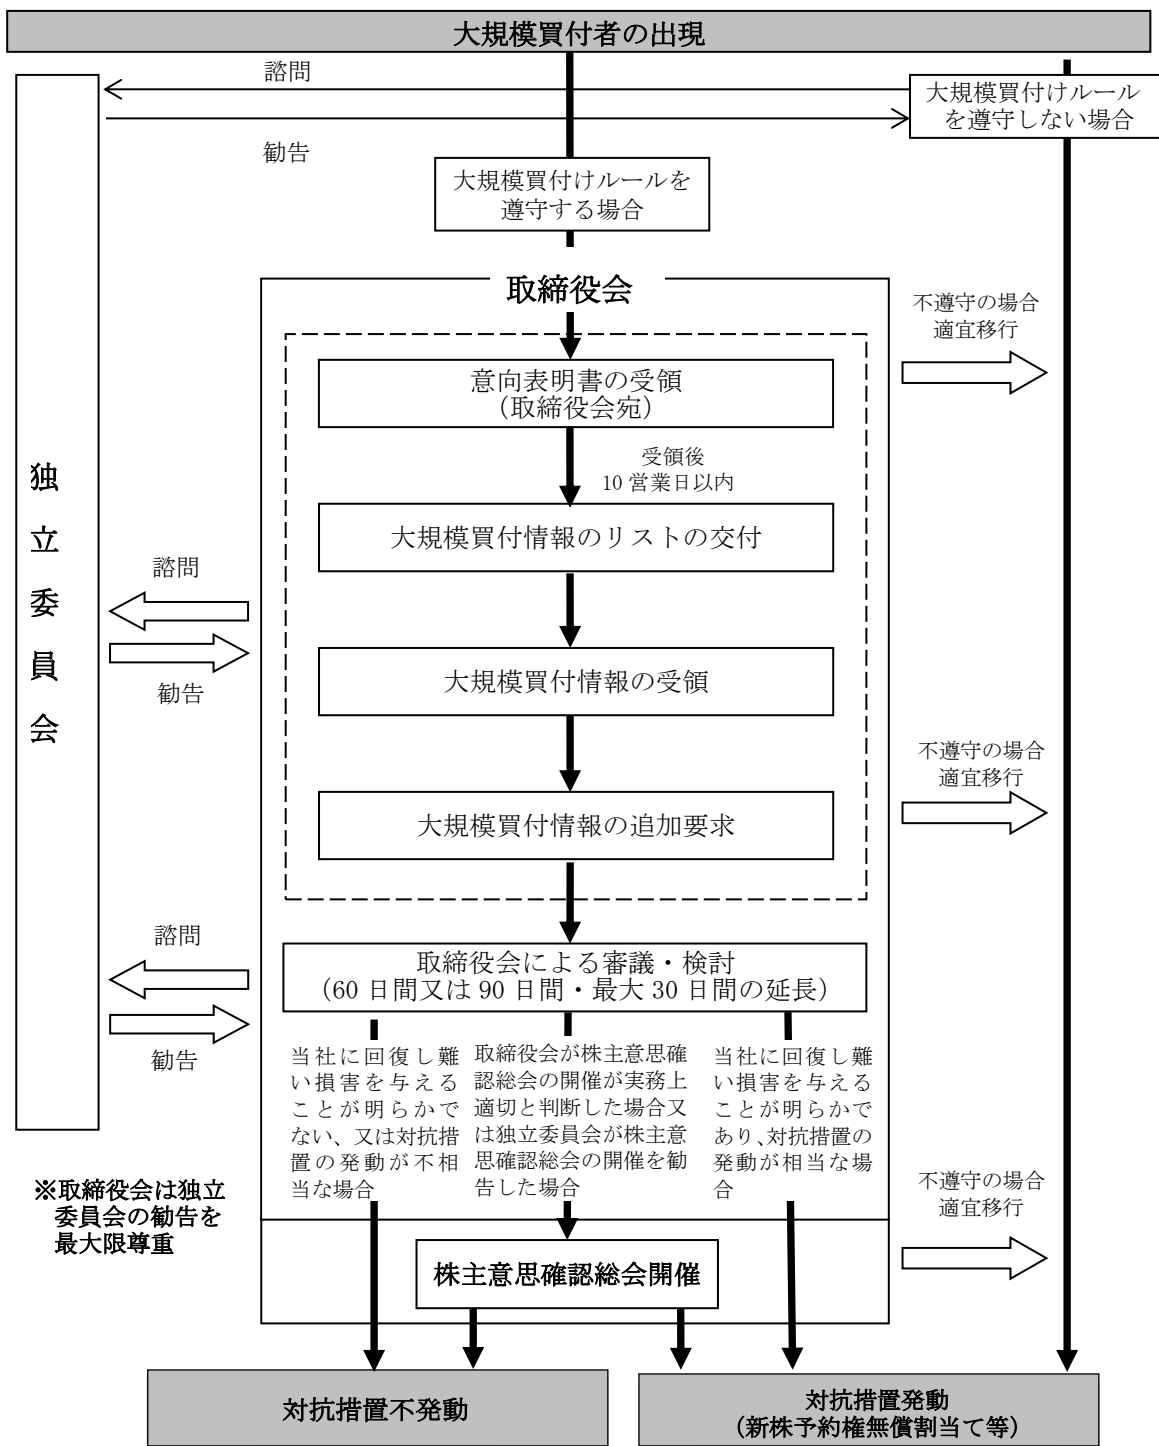 大規模買付者の出現
諮問
勧告
大規模買付けルール
を遵守しない場合
大規模買付けルールを
遵守する場合
取締役会
不遵守の場合
適宜移行
意向表明書の受領
（取締役会宛）
受領後
10 営業日以内
大規模買付情報のリストの交付
独
立
委
員
会
諮問
勧告
大規模買付情報の受領
不遵守の場合
適宜移行
大規模買付情報の追加要求
諮問
勧告
取締役会による審議・検討
（60 日間又は 90 日間・最大 30 日間の延長）
当社に回復し難
い損害を与える
ことが明らかで
ない、又は対抗措
置の発動が不相
当な場合
取締役会が株主意思確
認総会の開催が実務上
適切と判断した場合又
は独立委員会が株主意
思確認総会の開催を勧
告した場合
当社に回復し難
い損害を与える
ことが明らかで
あり、対抗措置の
発動が相当な場
合
※取締役会は独立
委員会の勧告を
最大限尊重
不遵守の場合
適宜移行
株主意思確認総会開催
対抗措置不発動
対抗措置発動
（新株予約権無償割当て等）